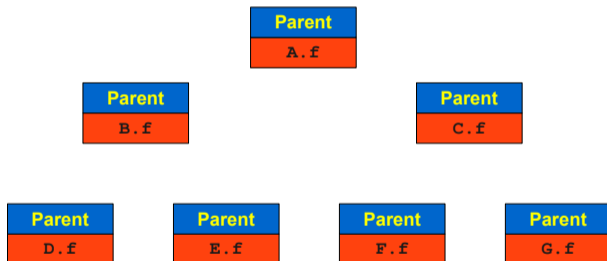 Parent
A.f
Parent
Parent
B.f
C.f
Parent
Parent
Parent
Parent
D.f
E.f
F.f
G.f